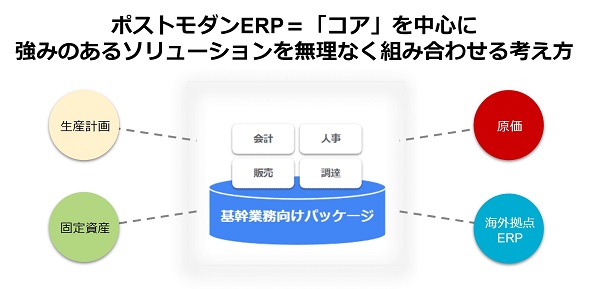 ポストモダンERP＝「コア」を中心に
強みのあるソリューションを無理なく組み合わせる考え方
生産計画
会計
人事
原価
販売
調達
固定資産
基幹業務向けパッケージ
海外拠点
ERP